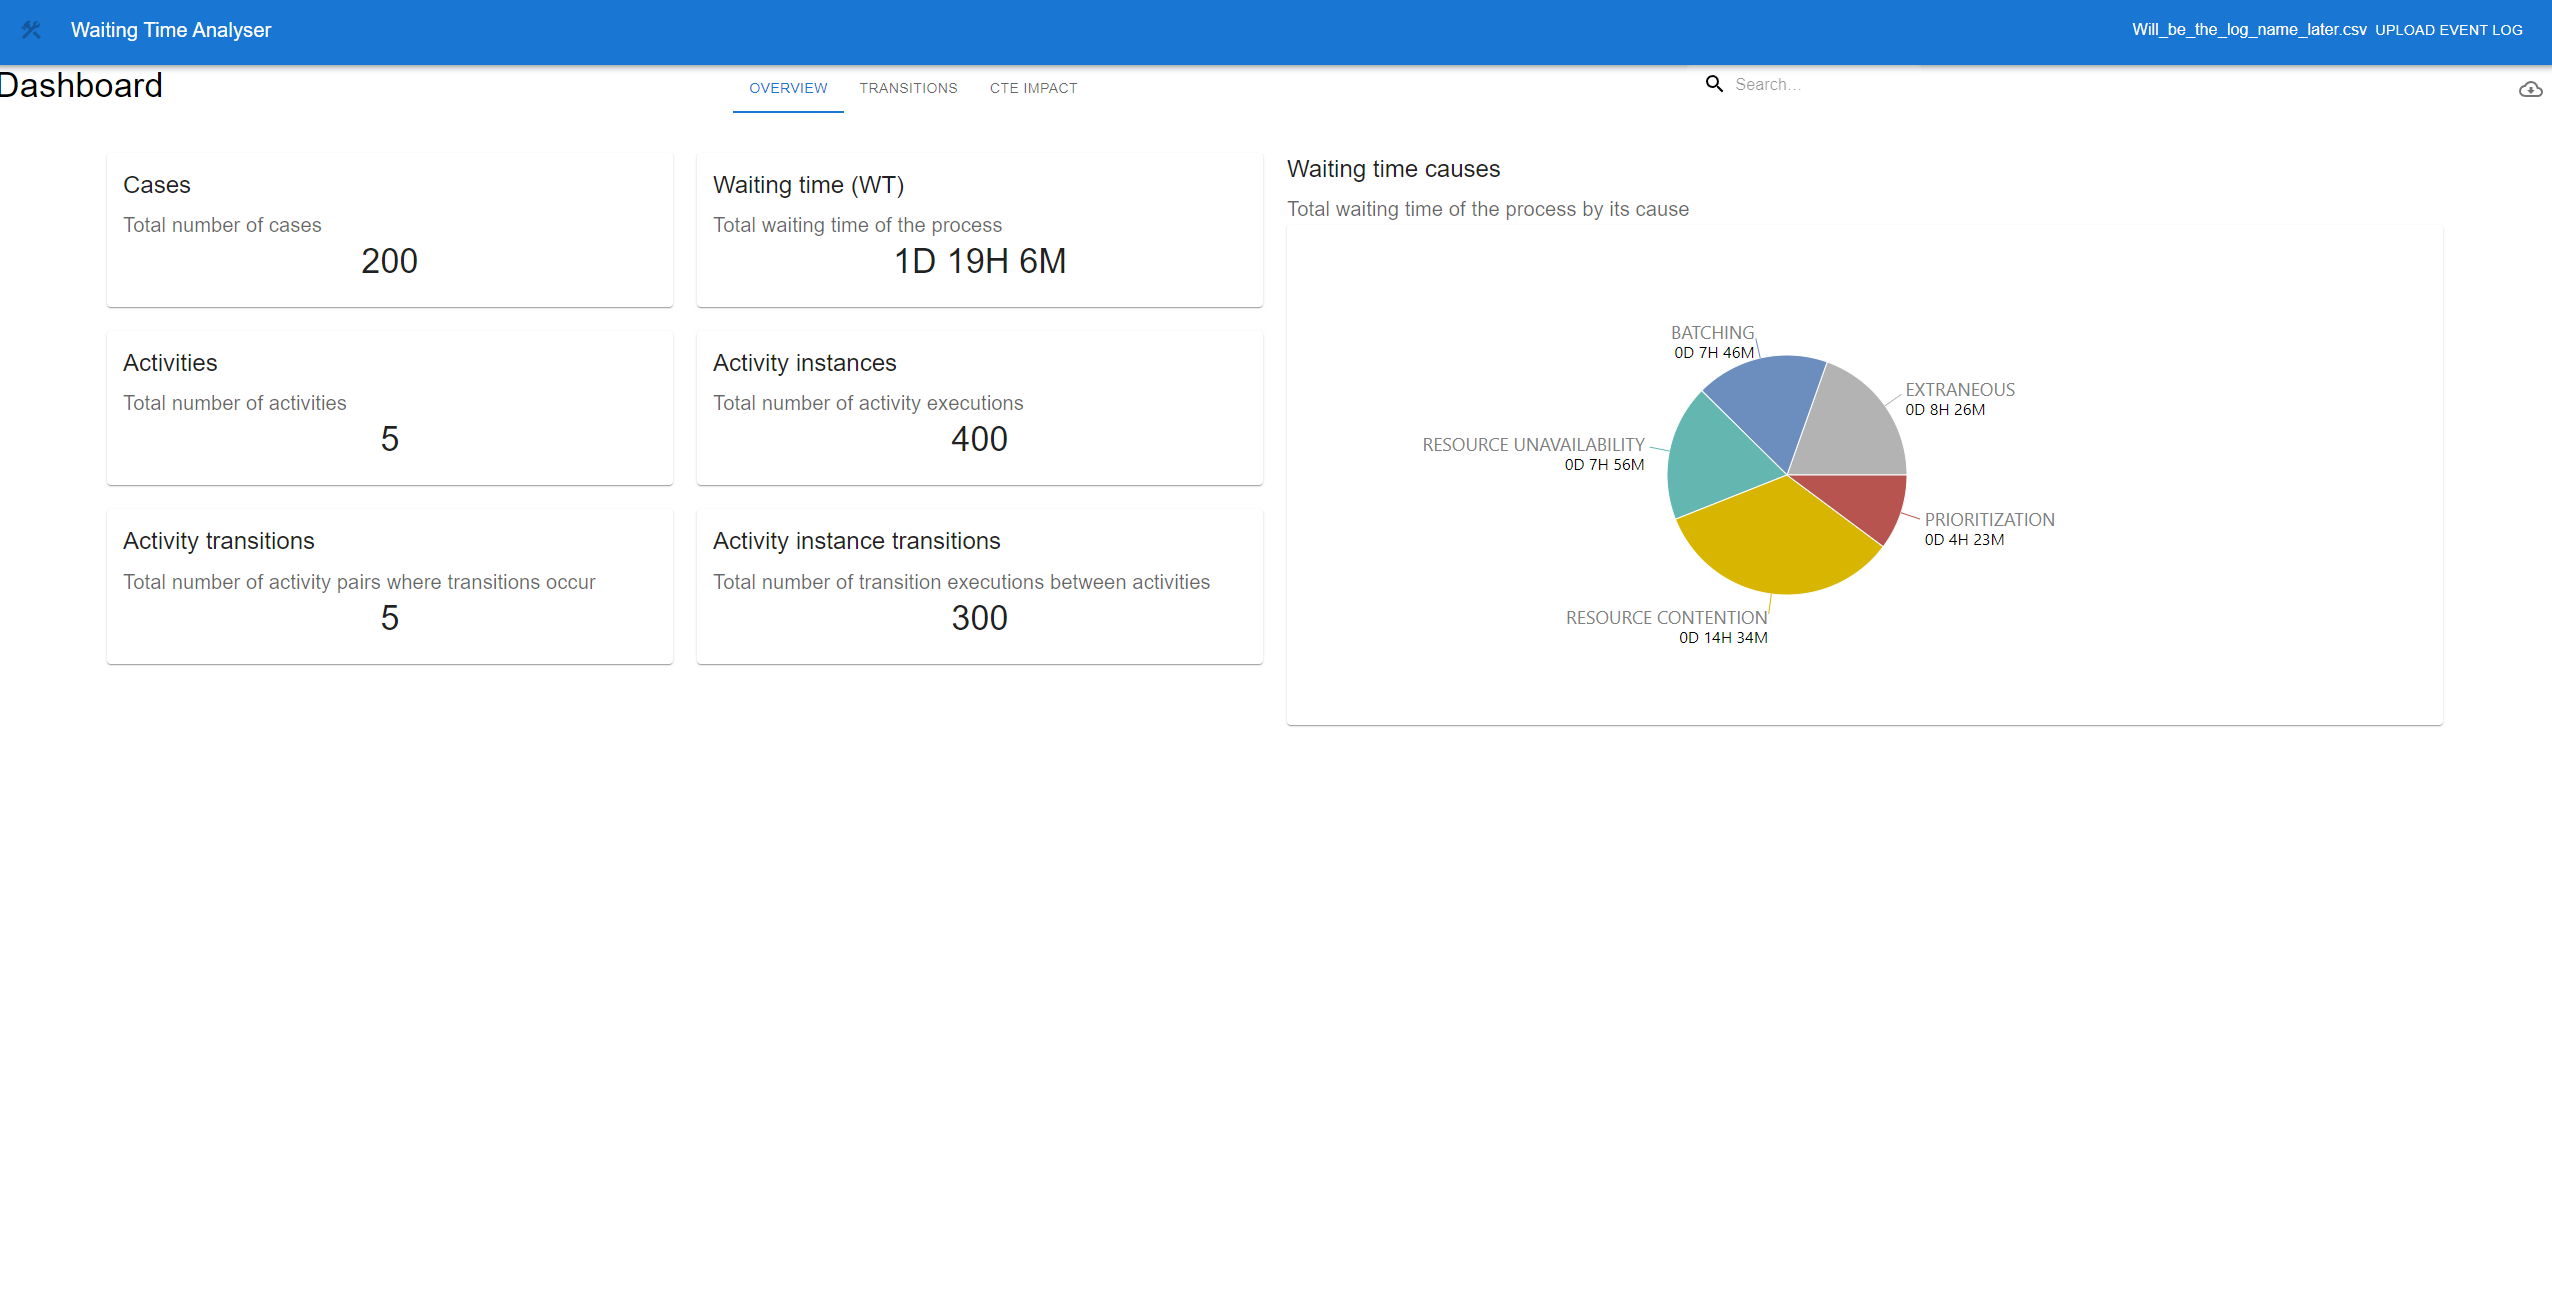 Waiting Time Analyser
Will_be_the_log_name_later.csv UPLOAD EVENT LOG
Dashboard
OVERVIEW TRANSITIONS CTE IMPACT
Search…
Cases
Total number of cases
200
Waiting time (WT)
Total waiting time of the process
1D 19H 6M
Activities
Total number of activities
5
Activity instances
Total number of activity executions
400
Activity transitions
Total number of activity pairs where transitions occur
5
Activity instance transitions
Total number of transition executions between activities
300
Waiting time causes
Total waiting time of the process by its cause
BATCHING
0D 7H 46M
EXTRANEOUS
0D 8H 26M
RESOURCE UNAVAILABILITY
0D 7H 56M
PRIORITIZATION
0D 4H 23M
RESOURCE CONTENTION
0D 14H 34M